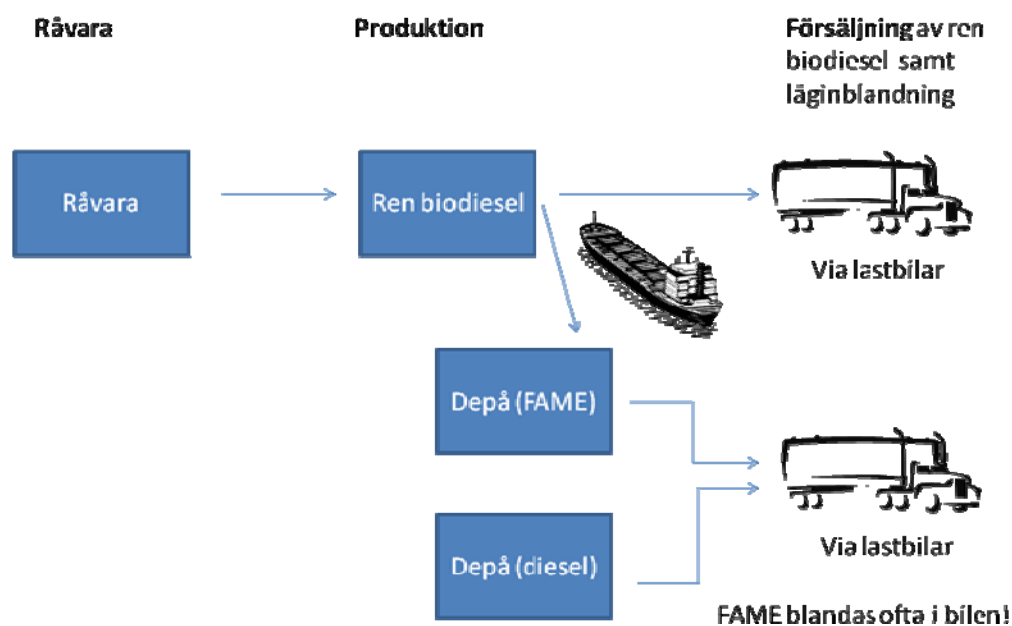 Råvara
Produktion
Försäljning av ren
biodiesel samt
låginblandning
Råvara
Ren biodiesel
Via lastbilar
Depå (FAME)
Via lastbilar
Depå (diesel)
FAME blandas ofta i bilen!